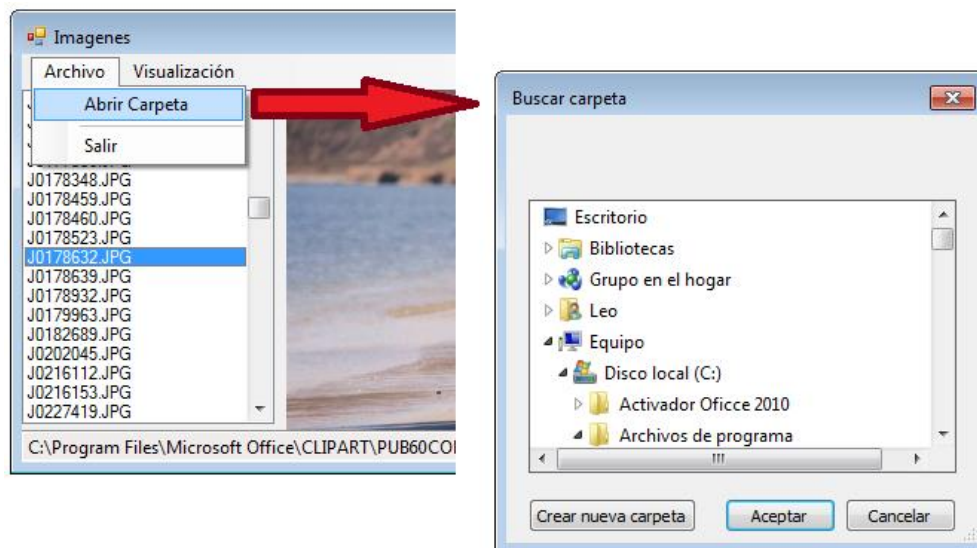 Imagenes
Archivo Visualización
Abrir Carpeta
Salir
J0178348.JPG
J0178459.JPG
J0178460.JPG
J0178523.JPG
J0178632.JPG
J0178639.JPG
J0178932.JPG
J0179963.JPG
J0182689.JPG
J0202045.JPG
J0216112.JPG
J0216153.JPG
J0227419.JPG
C:\Program Files\Microsoft Office\CLIPART\PUB60CO
Buscar carpeta
Escritorio
Bibliotecas
Grupo en el hogar
Leo
Equipo
Disco local (C:)
Activador Oficce 2010
Archivos de programa
Crear nueva carpeta Aceptar Cancelar